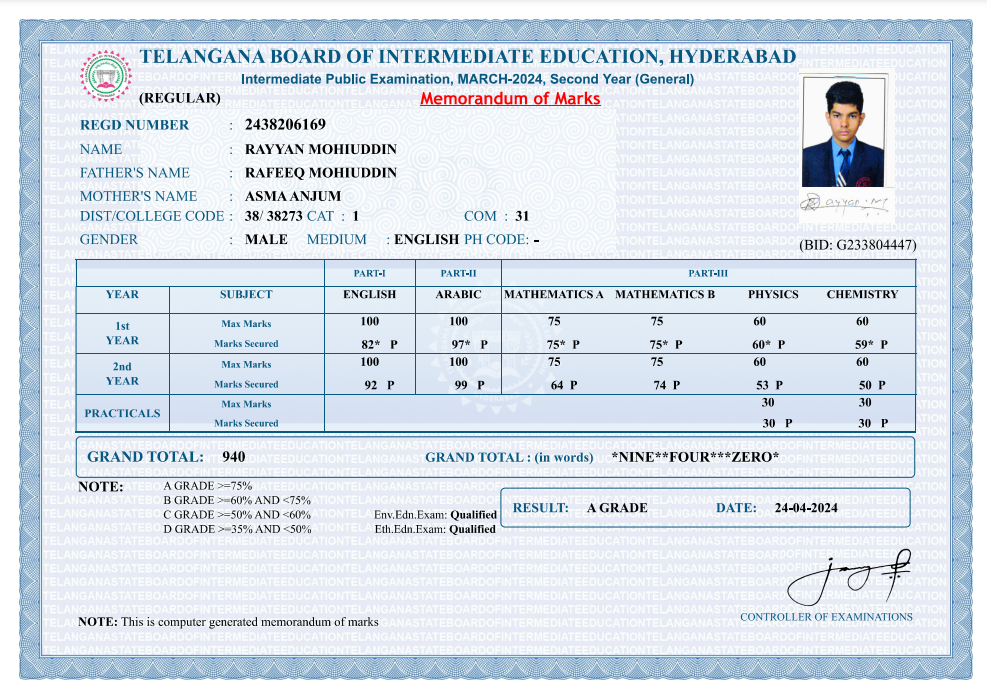 TELANGANA BOARD OF INTERMEDIATE EDUCATION, HYDERABAD
Intermediate Public Examination, MARCH-2024, Second Year (General)
(REGULAR) Memorandum of Marks
REGD NUMBER : 2438206169
NAME : RAYYAN MOHIUDDIN
FATHER'S NAME : RAFEEQ MOHIUDDIN
MOTHER'S NAME : ASMA ANJUM
DIST/COLLEGE CODE : 38/ 38273 CAT : 1 COM : 31
GENDER : MALE MEDIUM : ENGLISH PH CODE: -
(BID: G233804447)
PART-I PART-II PART-III
YEAR SUBJECT ENGLISH ARABIC MATHEMATICS A MATHEMATICS B PHYSICS CHEMISTRY
1st YEAR Max Marks 100 100 75 75 60 60
Marks Secured 82* P 97* P 75* P 75* P 60* P 59* P
2nd YEAR Max Marks 100 100 75 75 60 60
Marks Secured 92 P 99 P 64 P 74 P 53 P 50 P
PRACTICALS Max Marks 30 30
Marks Secured 30 P 30 P
GRAND TOTAL: 940 GRAND TOTAL : (in words) *NINE**FOUR***ZERO*
NOTE: A GRADE >=75%
B GRADE >=60% AND <75%
C GRADE >=50% AND <60% Env.Edn.Exam: Qualified
D GRADE >=35% AND <50% Eth.Edn.Exam: Qualified
RESULT: A GRADE DATE: 24-04-2024
CONTROLLER OF EXAMINATIONS
NOTE: This is computer generated memorandum of marks